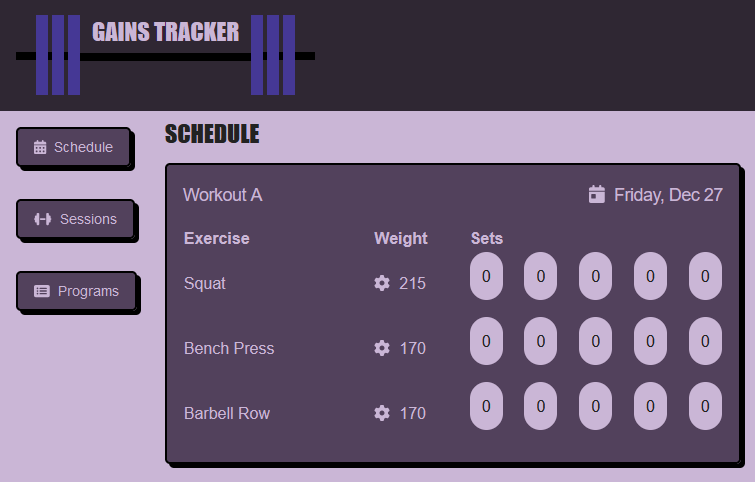 GAINS TRACKER
Schedule
Sessions
Programs
SCHEDULE
Workout A Friday, Dec 27
Exercise Weight Sets
Squat 215 0 0 0 0 0
Bench Press 170 0 0 0 0 0
Barbell Row 170 0 0 0 0 0